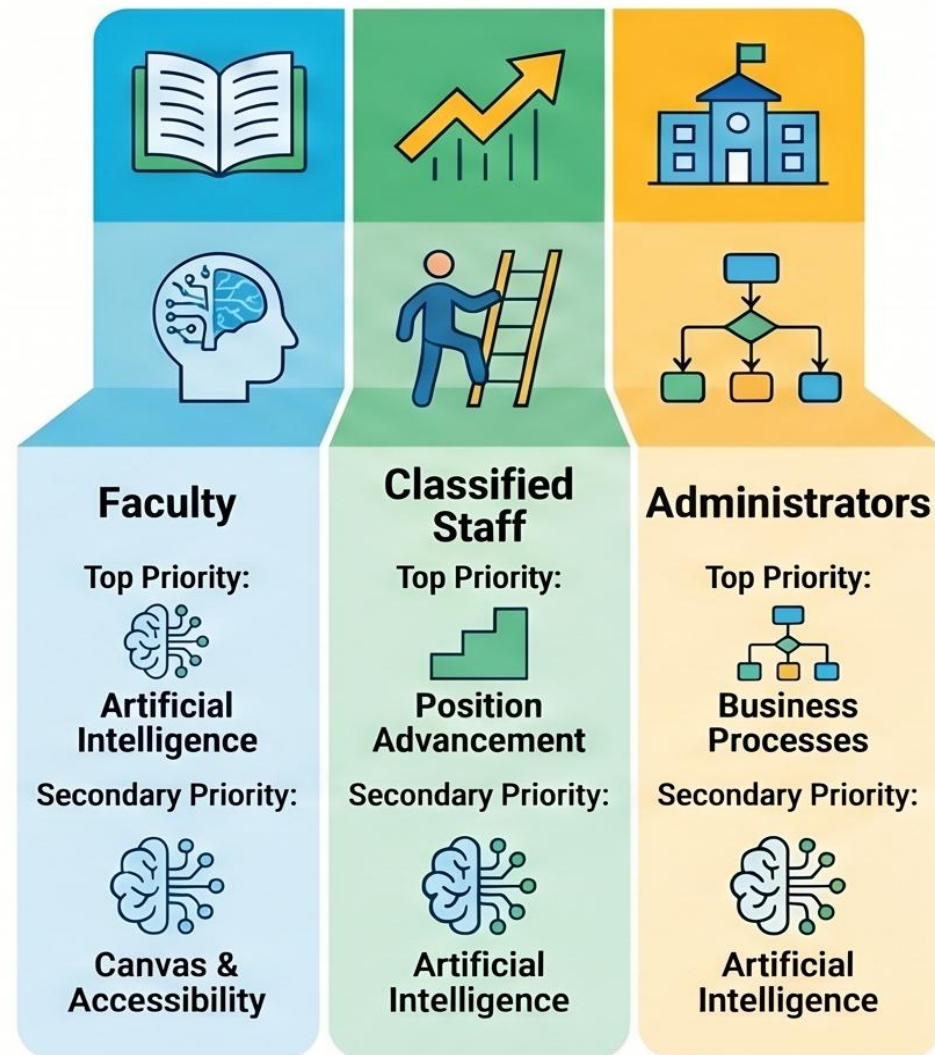 Faculty
Top Priority:
Artificial
Intelligence
Secondary Priority:
Canvas &
Accessibility
Classified
Staff
Top Priority:
Position
Advancement
Secondary Priority:
Artificial
Intelligence
Administrators
Top Priority:
Business
Processes
Secondary Priority:
Artificial
Intelligence